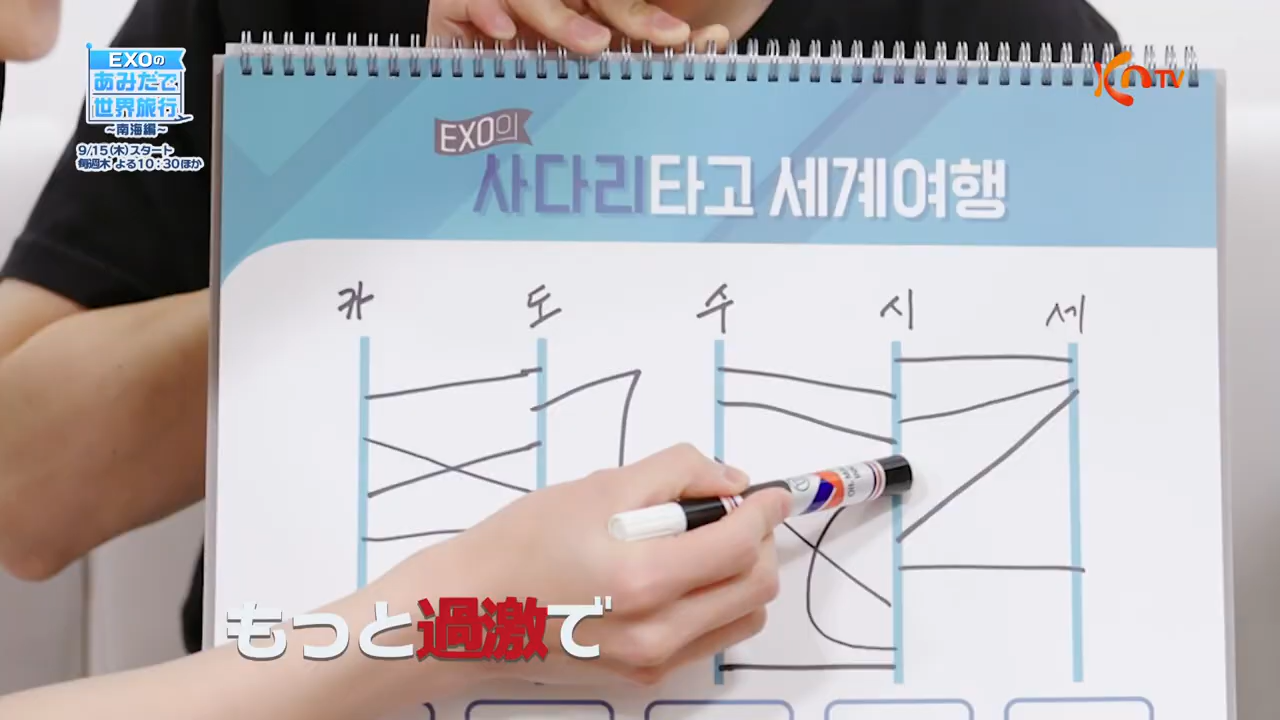 EXOの
あみだで
世界旅行
~南海編~
9/15(木)スタート
毎週木 よる10:30ほか
KnTV
EXO의
사다리타고 세계여행
카 도 수 시 세
もっと過激で